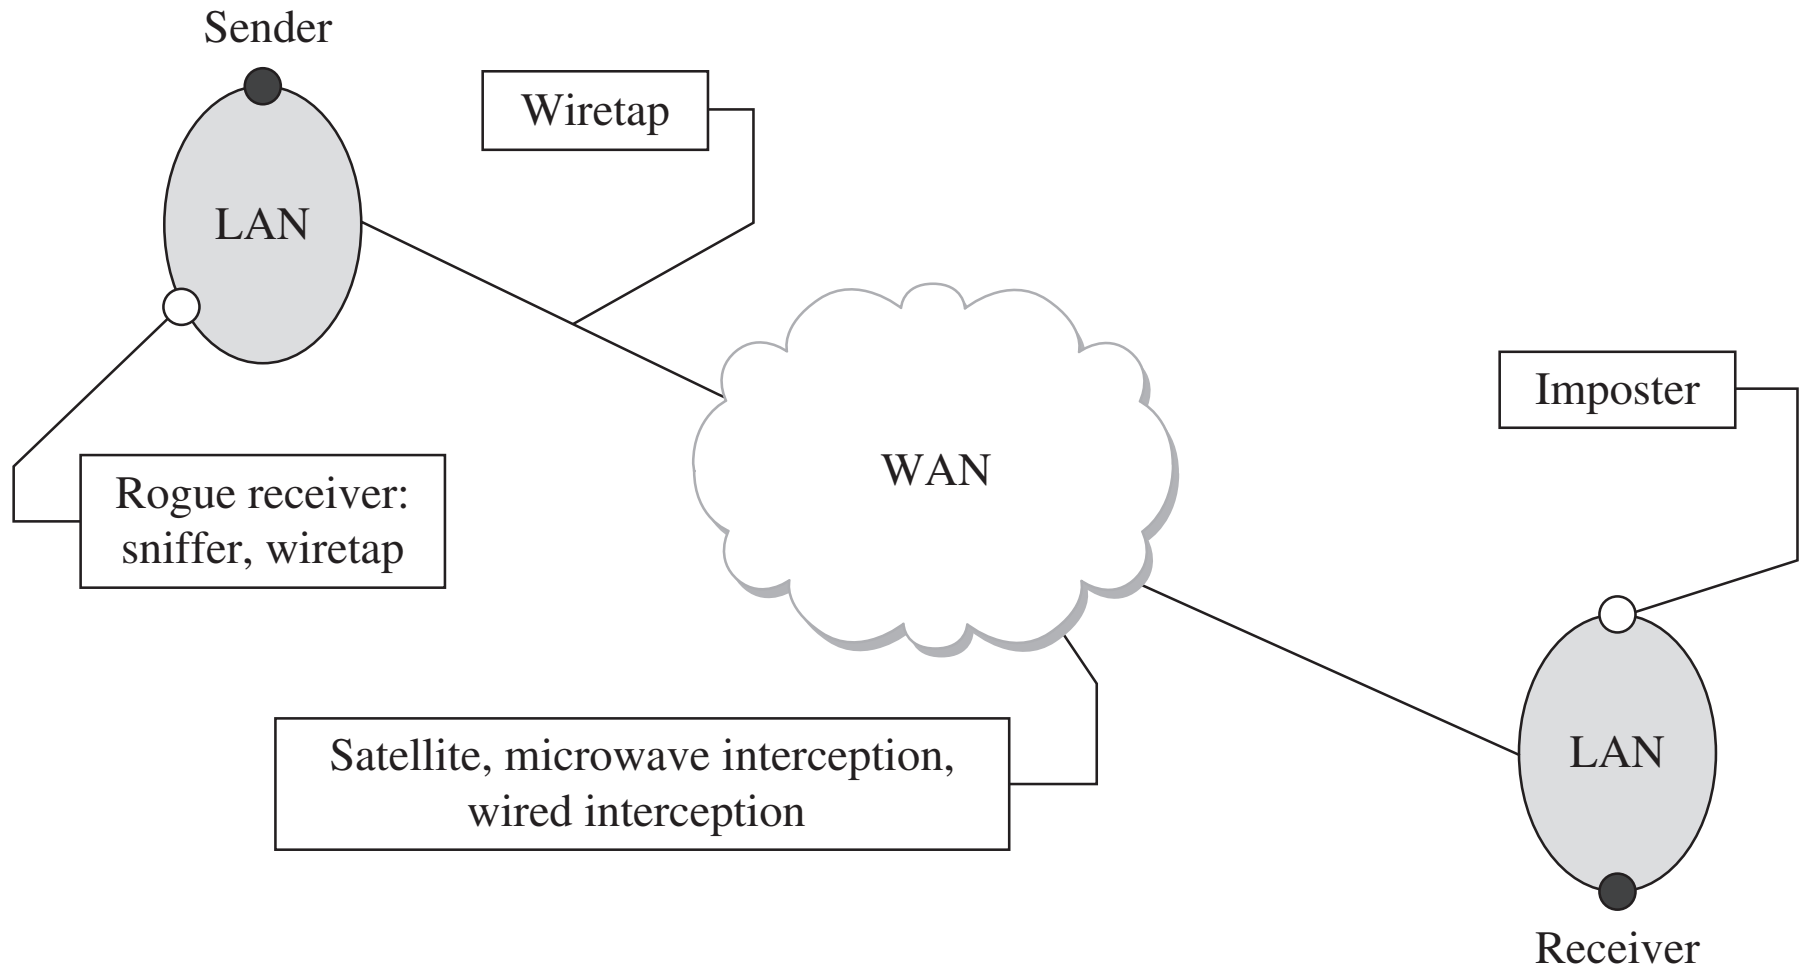 Sender
Wiretap
LAN
Imposter
WAN
Rogue receiver:
sniffer, wiretap
Satellite, microwave interception,
wired interception
LAN
Receiver